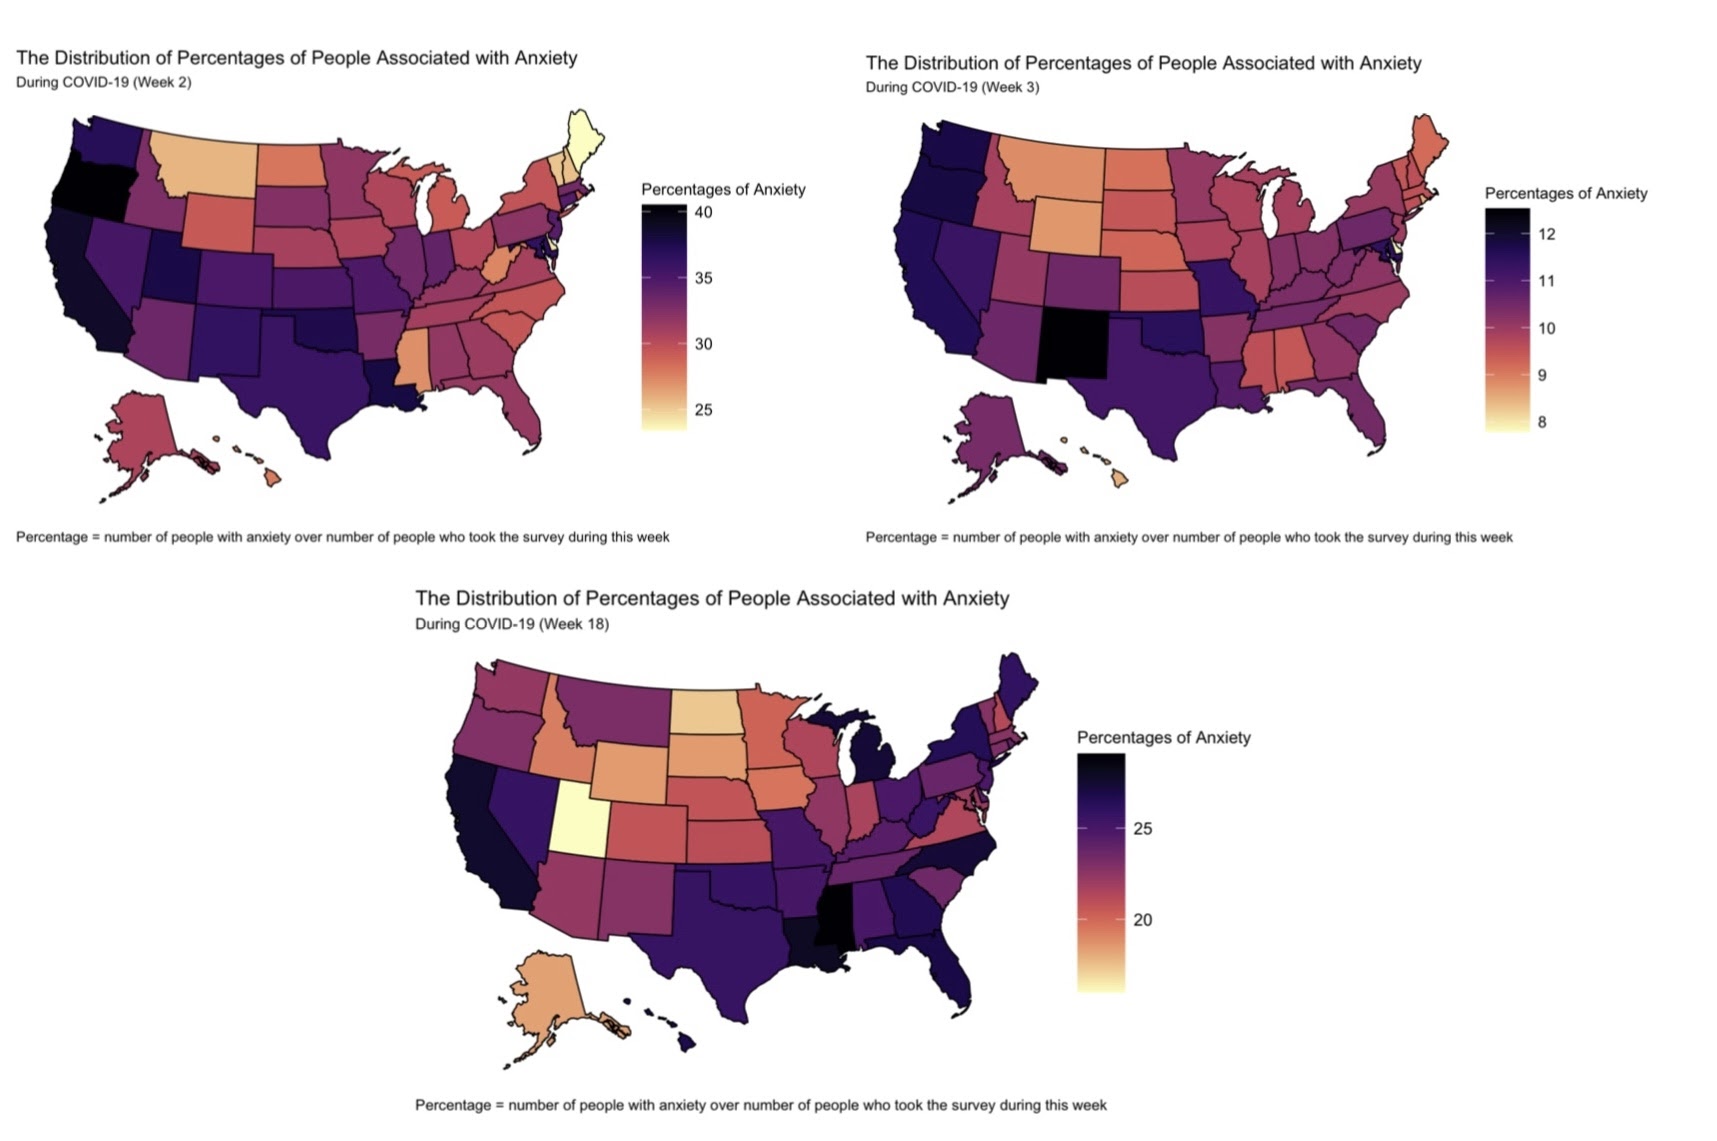 The Distribution of Percentages of People Associated with Anxiety
During COVID-19 (Week 2)
Percentages of Anxiety
40
35
30
25
Percentage = number of people with anxiety over number of people who took the survey during this week
The Distribution of Percentages of People Associated with Anxiety
During COVID-19 (Week 3)
Percentages of Anxiety
12
11
10
9
8
Percentage = number of people with anxiety over number of people who took the survey during this week
The Distribution of Percentages of People Associated with Anxiety
During COVID-19 (Week 18)
Percentages of Anxiety
25
20
Percentage = number of people with anxiety over number of people who took the survey during this week